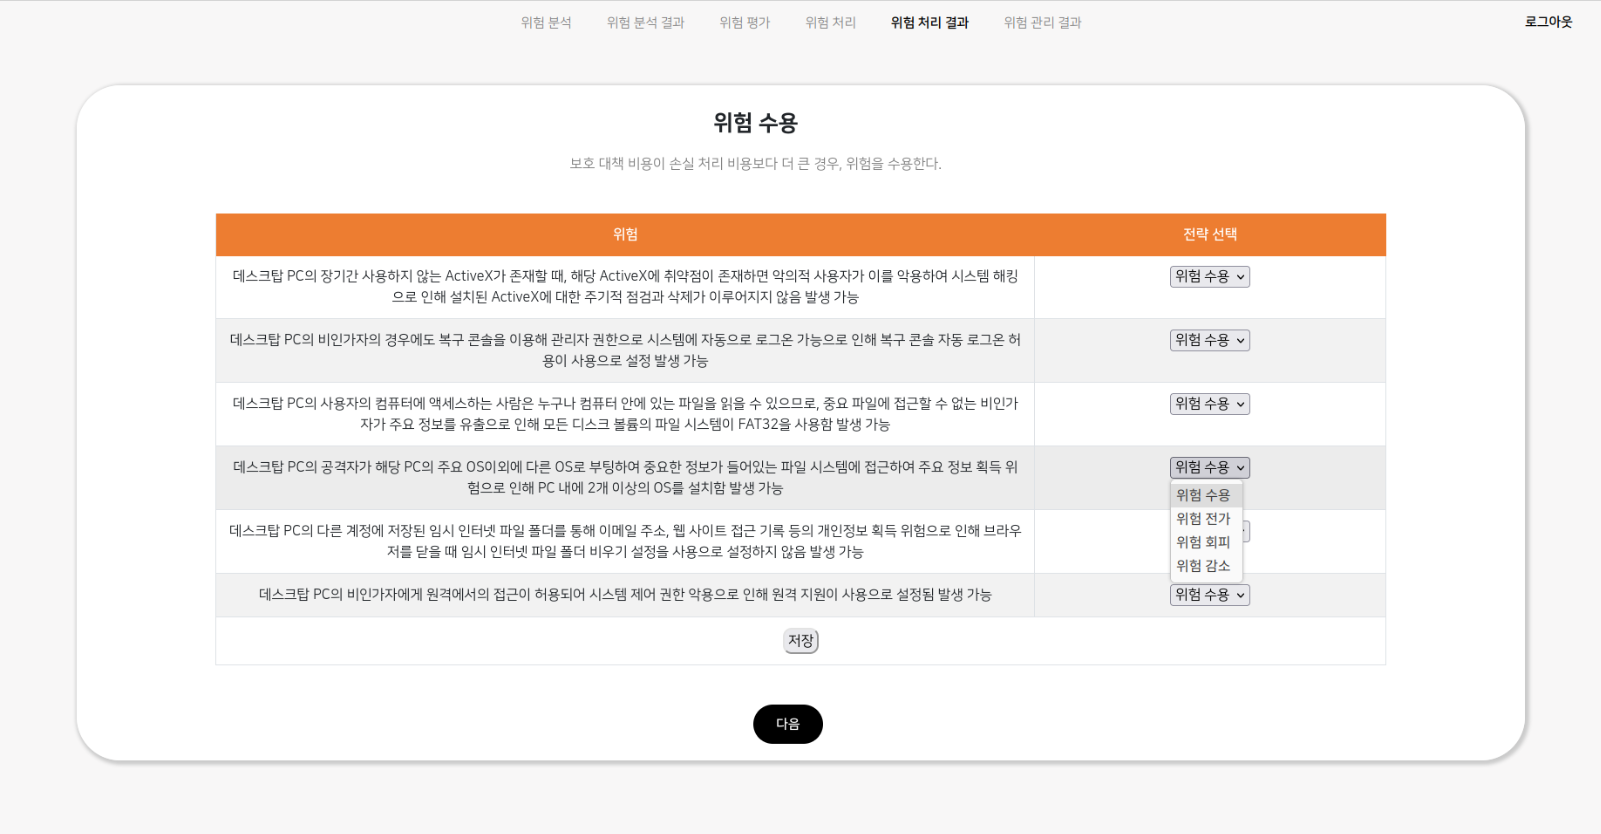 위험 분석
위험 분석 결과
위험 평가
위험 처리
위험 처리 결과
위험 관리 결과
로그아웃
위험 수용
보호 대책 비용이 손실 처리 비용보다 더 큰 경우, 위험을 수용한다.
위험
전략 선택
데스크탑 PC의 장기간 사용하지 않는 ActiveX가 존재할 때, 해당 ActiveX에 취약점이 존재하면 악의적 사용자가 이를 악용하여 시스템 해킹
으로 인해 설치된 ActiveX에 대한 주기적 점검과 삭제가 이루어지지 않음 발생 가능
위험 수용
데스크탑 PC의 비인가자의 경우에도 복구 콘솔을 이용해 관리자 권한으로 시스템에 자동으로 로그온 가능으로 인해 복구 콘솔 자동 로그온 허
용이 사용으로 설정 발생 가능
위험 수용
데스크탑 PC의 사용자의 컴퓨터에 액세스하는 사람은 누구나 컴퓨터 안에 있는 파일을 읽을 수 있으므로, 중요 파일에 접근할 수 없는 비인가
자가 주요 정보를 유출으로 인해 모든 디스크 볼륨의 파일 시스템이 FAT32을 사용함 발생 가능
위험 수용
데스크탑 PC의 공격자가 해당 PC의 주요 OS이외에 다른 OS로 부팅하여 중요한 정보가 들어있는 파일 시스템에 접근하여 주요 정보 획득 위
험으로 인해 PC 내에 2개 이상의 OS를 설치함 발생 가능
위험 수용
위험 수용
위험 전가
위험 회피
위험 감소
데스크탑 PC의 다른 계정에 저장된 임시 인터넷 파일 폴더를 통해 이메일 주소, 웹 사이트 접근 기록 등의 개인정보 획득 위험으로 인해 브라우
저를 닫을 때 임시 인터넷 파일 폴더 비우기 설정을 사용으로 설정하지 않음 발생 가능
데스크탑 PC의 비인가자에게 원격에서의 접근이 허용되어 시스템 제어 권한 악용으로 인해 원격 지원이 사용으로 설정됨 발생 가능
위험 수용
저장
다음